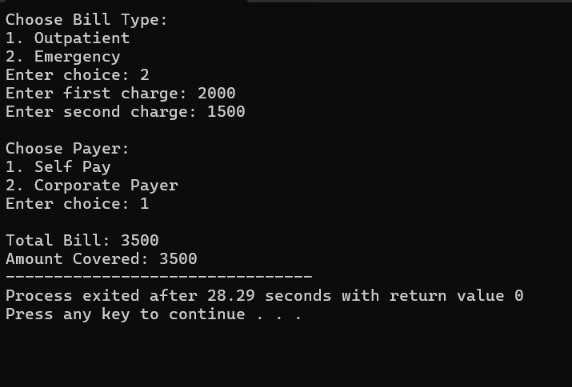 Choose Bill Type:
1. Outpatient
2. Emergency
Enter choice: 2
Enter first charge: 2000
Enter second charge: 1500
Choose Payer:
1. Self Pay
2. Corporate Payer
Enter choice: 1
Total Bill: 3500
Amount Covered: 3500
--------------------------------
Process exited after 28.29 seconds with return value 0
Press any key to continue . . .